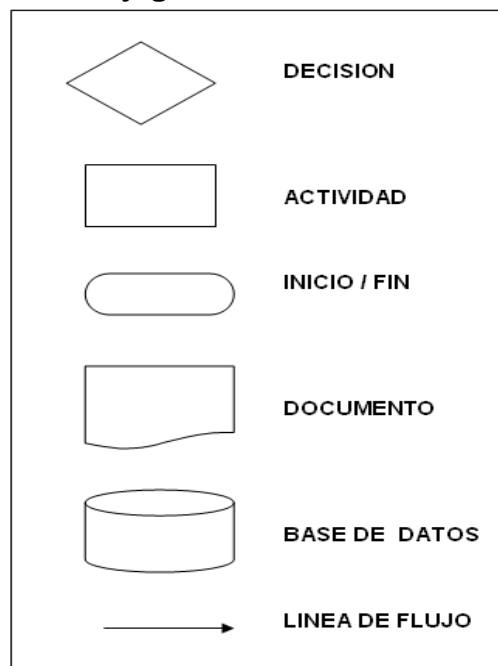 DECISION
ACTIVIDAD
INICIO / FIN
DOCUMENTO
BASE DE DATOS
LINEA DE FLUJO